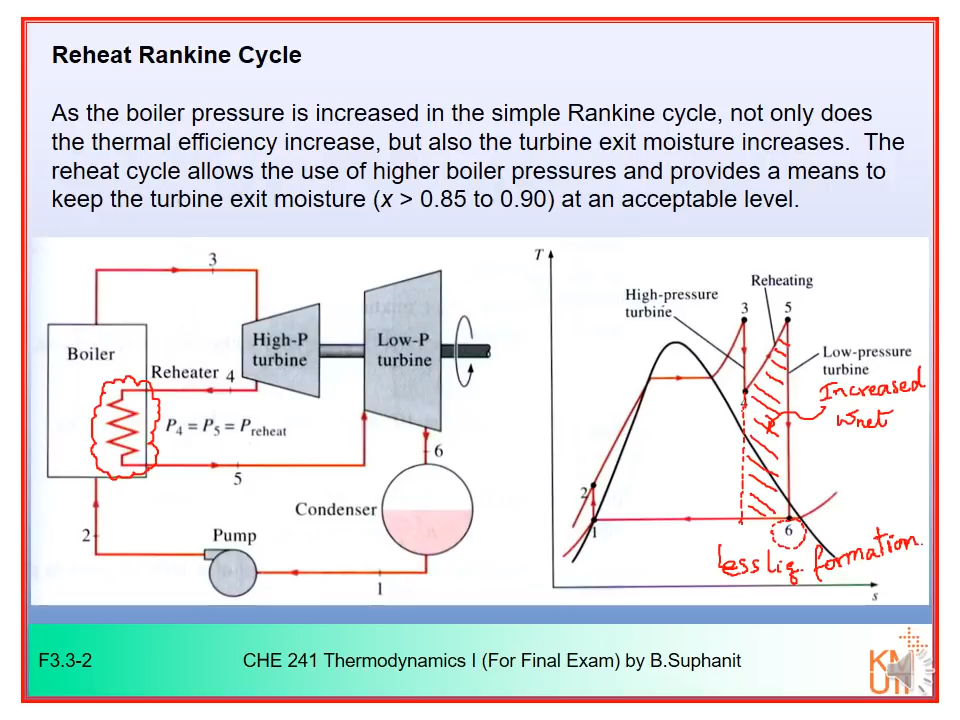 Reheat Rankine Cycle
As the boiler pressure is increased in the simple Rankine cycle, not only does
the thermal efficiency increase, but also the turbine exit moisture increases.  The
reheat cycle allows the use of higher boiler pressures and provides a means to
keep the turbine exit moisture (x > 0.85 to 0.90) at an acceptable level.
3
High-P
turbine
Low-P
turbine
Boiler
Reheater 4
P4 = P5 = Preheat
5
6
Condenser
2
Pump
1
T
Reheating
High-pressure
turbine
3
5
Low-pressure
turbine
4
Increased
Wnet
2
1
6
less liq. formation.
s
F3.3-2
CHE 241 Thermodynamics I (For Final Exam) by B.Suphanit